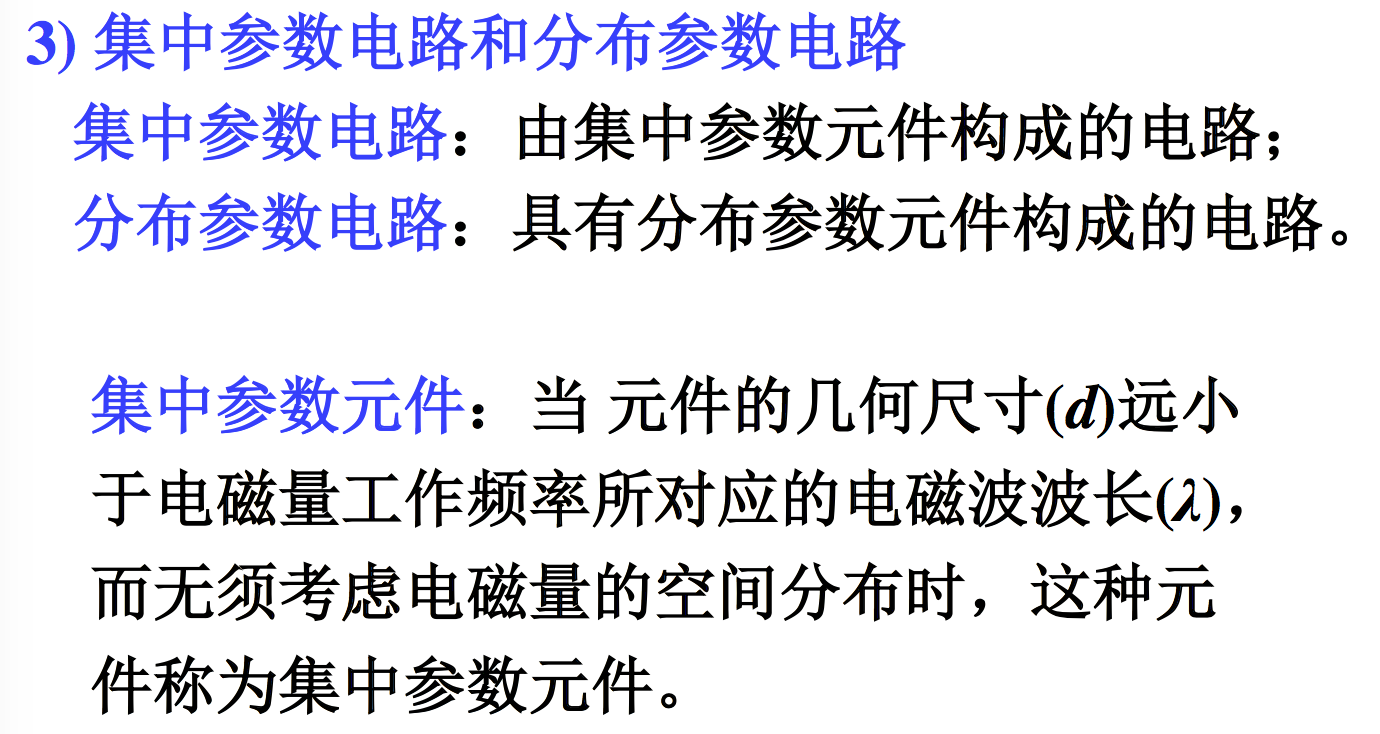 3) 集中参数电路和分布参数电路
集中参数电路：由集中参数元件构成的电路；
分布参数电路：具有分布参数元件构成的电路。
集中参数元件：当 元件的几何尺寸(d)远小
于电磁量工作频率所对应的电磁波波长(λ)，
而无须考虑电磁量的空间分布时，这种元
件称为集中参数元件。